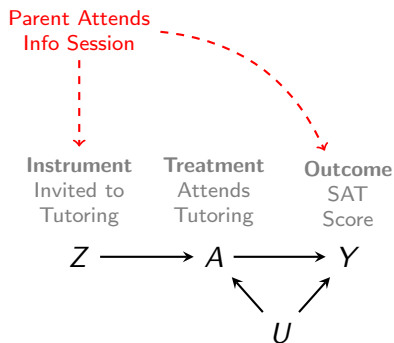 Parent Attends
Info Session
Instrument
Invited to
Tutoring
Treatment
Attends
Tutoring
Outcome
SAT
Score
Z
A
Y
U